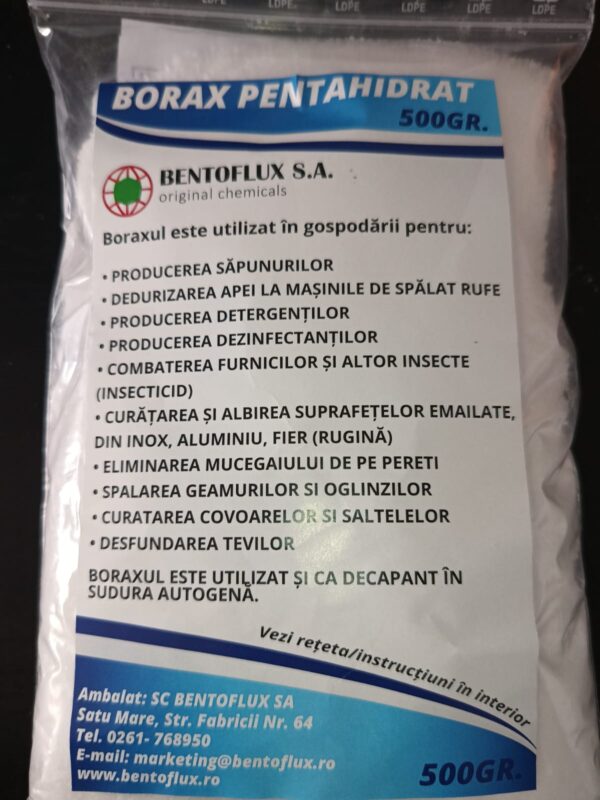 LDPE LDPE LDPE LDPE LDPE
BORAX PENTAHIDRAT
500GR.
BENTOFLUX S.A.
original chemicals
Boraxul este utilizat în gospodării pentru:
• PRODUCEREA SĂPUNURILOR
• DEDURIZAREA APEI LA MAȘINILE DE SPĂLAT RUFE
• PRODUCEREA DETERGENȚILOR
• PRODUCEREA DEZINFECTANȚILOR
• COMBATEREA FURNICILOR ȘI ALTOR INSECTE
(INSECTICID)
• CURĂȚAREA ȘI ALBIREA SUPRAFEȚELOR EMAILATE,
DIN INOX, ALUMINIU, FIER (RUGINĂ)
• ELIMINAREA MUCEGAIULUI DE PE PERETI
• SPALAREA GEAMURILOR SI OGLINZILOR
• CURATAREA COVOARELOR SI SALTELELOR
• DESFUNDAREA TEVILOR
BORAXUL ESTE UTILIZAT ȘI CA DECAPANT ÎN
SUDURA AUTOGENĂ.
Vezi rețeta/instrucțiuni în interior
Ambalat: SC BENTOFLUX SA
Satu Mare, Str. Fabricii Nr. 64
Tel. 0261- 768950
E-mail: marketing@bentoflux.ro
www.bentoflux.ro
500GR.